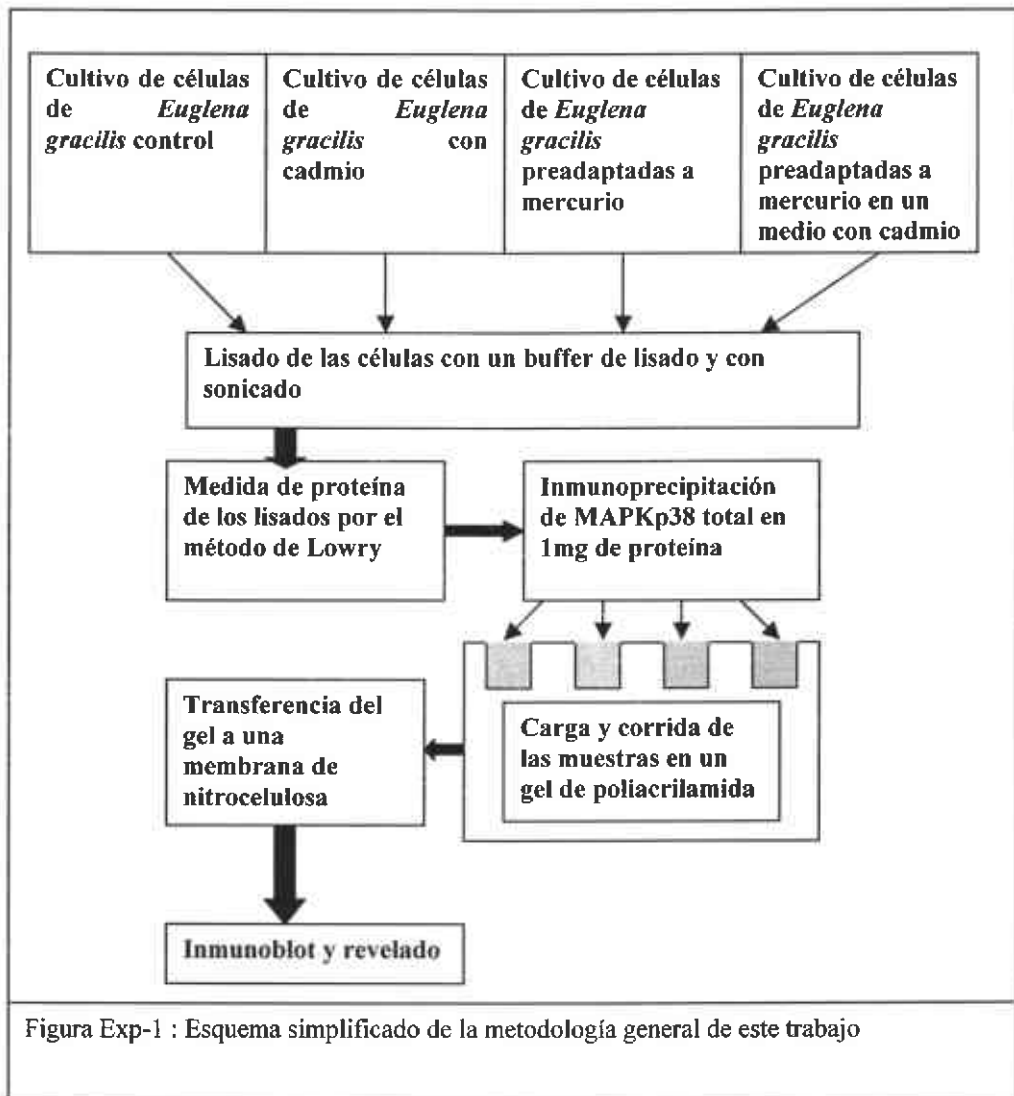 Cultivo de células
de Euglena
gracilis control
Cultivo de células
de Euglena
gracilis con
cadmio
Cultivo de células
de Euglena
gracilis
preadaptadas a
mercurio
Cultivo de células
de Euglena
gracilis
preadaptadas a
mercurio en un
medio con cadmio
Lisado de las células con un buffer de lisado y con
sonicado
Medida de proteína
de los lisados por el
método de Lowry
Inmunoprecipitación
de MAPKp38 total en
1mg de proteína
Transferencia del
gel a una
membrana de
nitrocelulosa
Carga y corrida de
las muestras en un
gel de poliacrilamida
Inmunoblot y revelado
Figura Exp-1 : Esquema simplificado de la metodología general de este trabajo